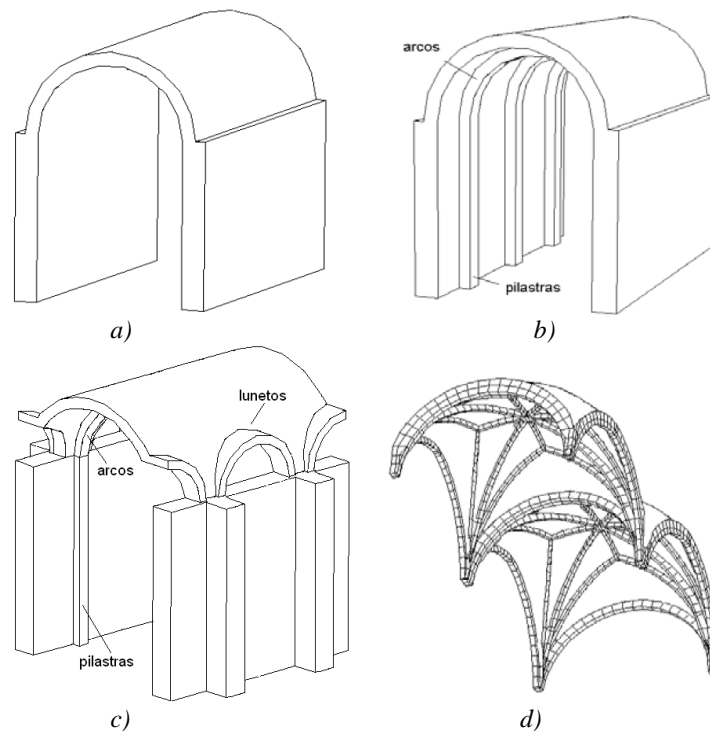 arcos
pilastras
a)
b)
lunetos
arcos
pilastras
c)
d)